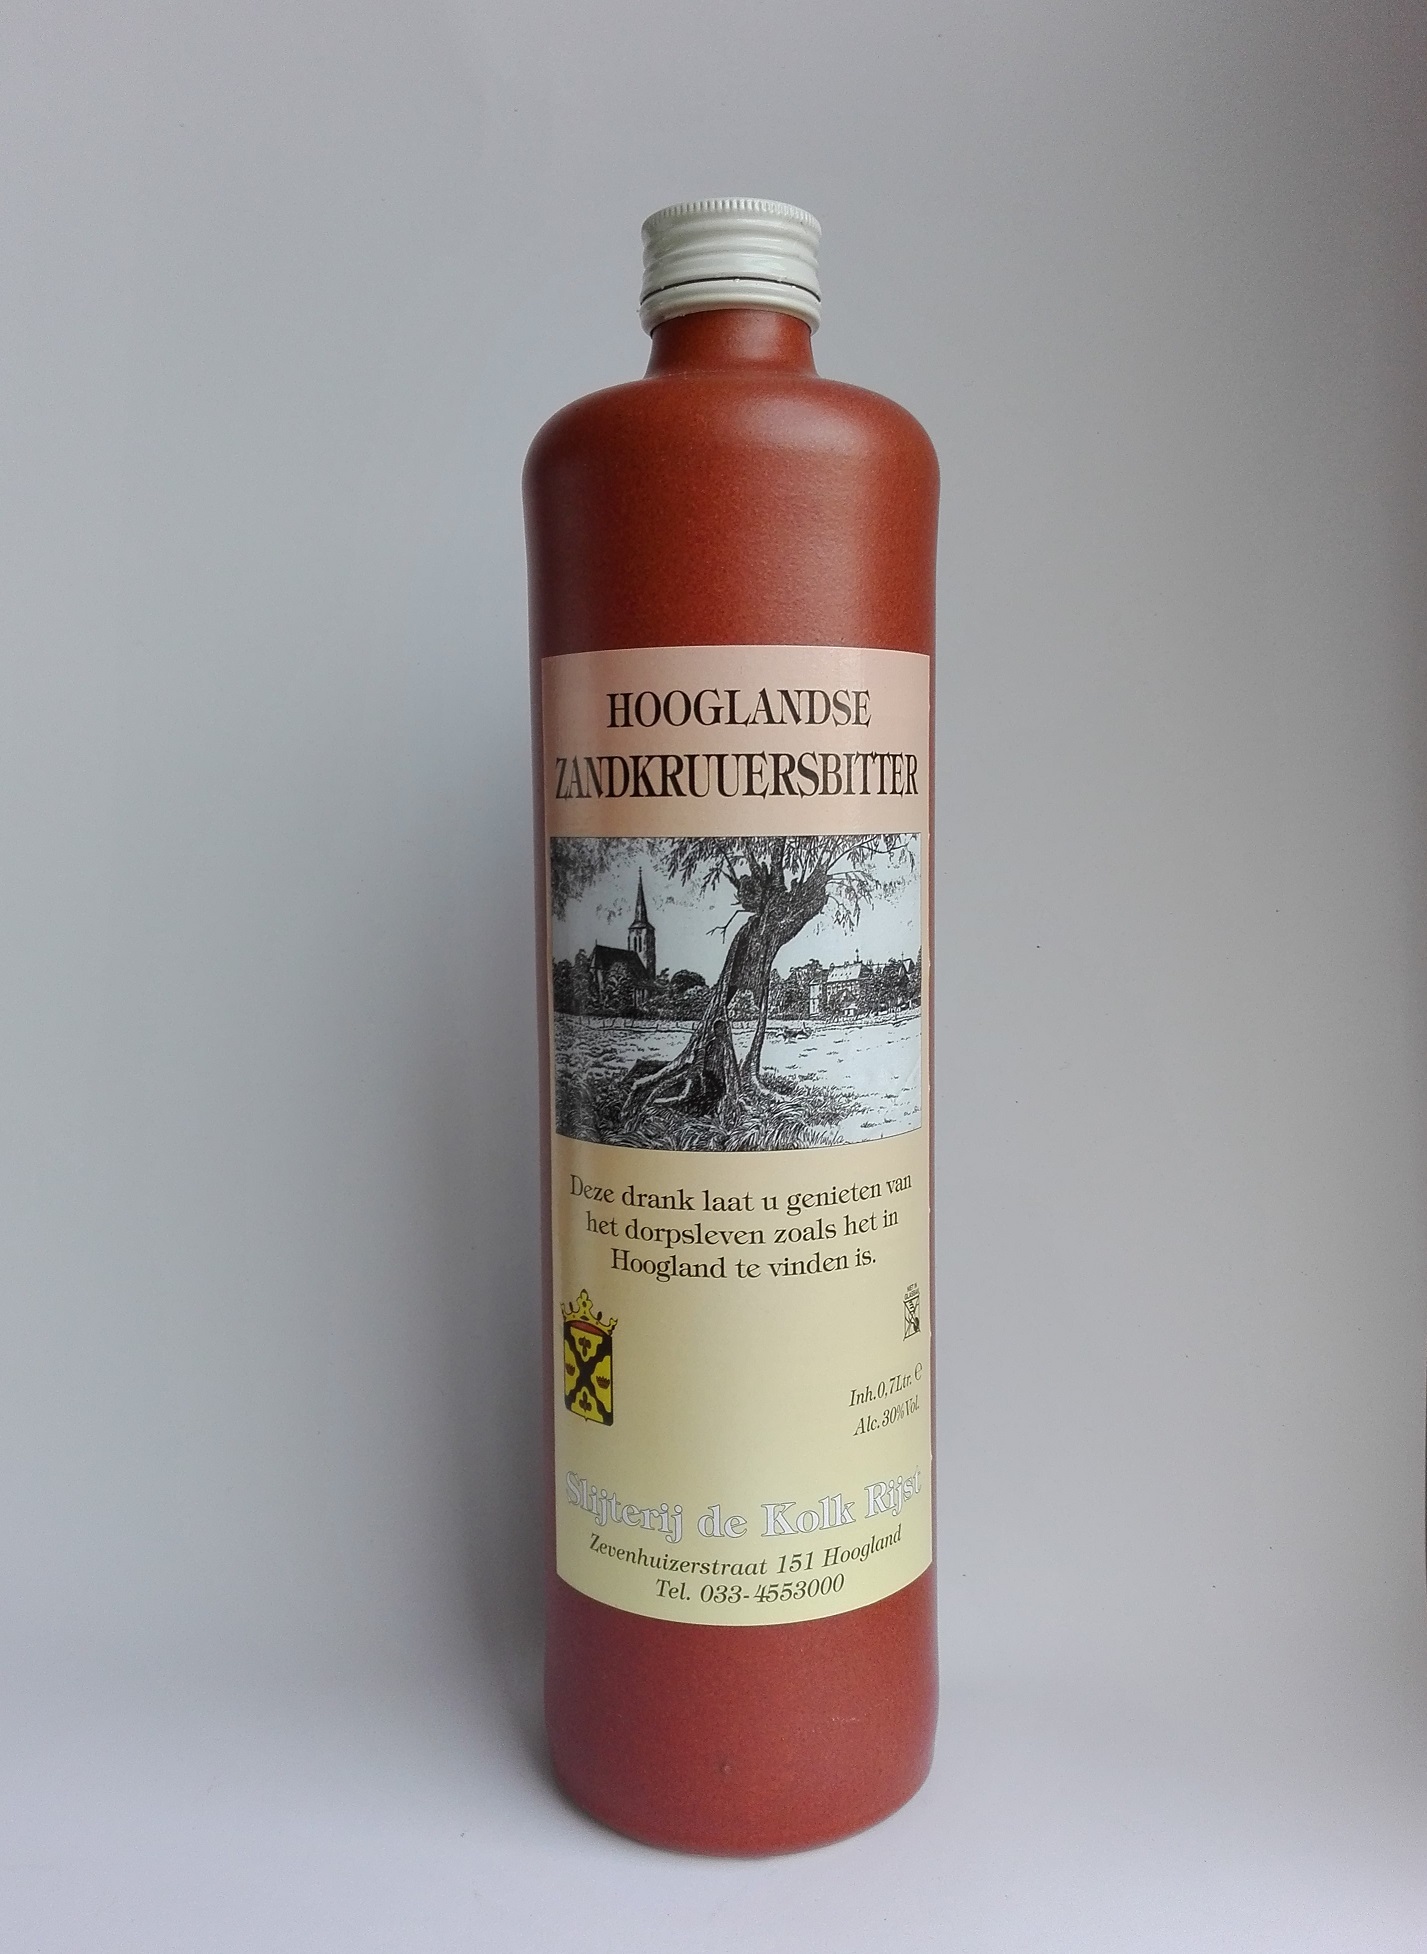 HOOGLANDSE
ZANDKRUUERSBITTER
Deze drank laat u genieten van
het dorpsleven zoals het in
Hoogland te vinden is.
Inh.0,7Ltr. ℮
Alc.30%Vol.
Slijterij de Kolk Rijst
Zevenhuizerstraat 151 Hoogland
Tel. 033-4553000